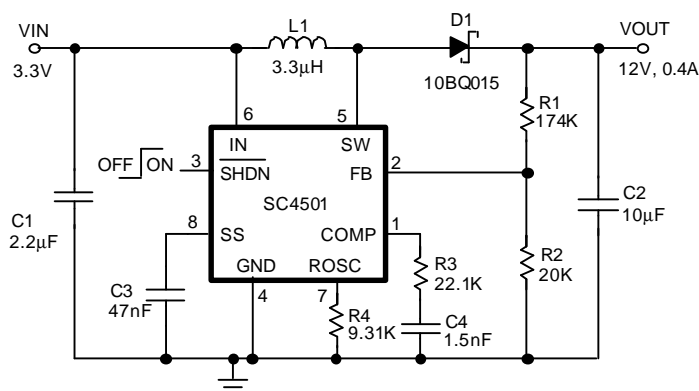 VIN
L1
D1
VOUT
3.3V
3.3μH
10BQ015
12V, 0.4A
6
5
R1
174K
IN
SW
OFF
ON
3
SHDN
FB
2
SC4501
C1
2.2μF
8
SS
COMP
1
C2
10μF
R3
22.1K
R2
20K
GND
ROSC
C3
47nF
4
7
R4
9.31K
C4
1.5nF